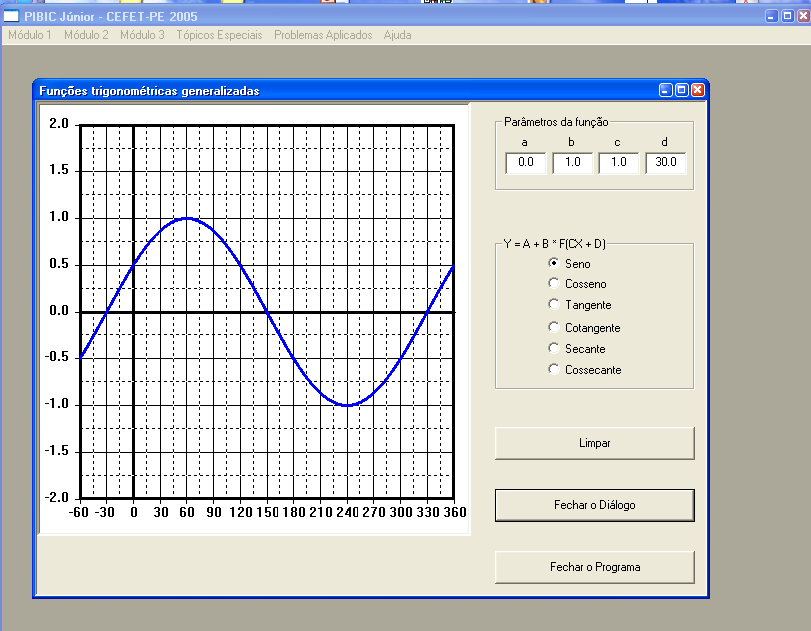 PIBIC Júnior - CEFET-PE 2005
Módulo 1 Módulo 2 Módulo 3 Tópicos Especiais Problemas Aplicados Ajuda
Funções trigonométricas generalizadas
2.0
1.5
1.0
0.5
0.0
-0.5
-1.0
-1.5
-2.0
-60 -30 0 30 60 90 120 150 180 210 240 270 300 330 360
Parâmetros da função
a b c d
0.0 1.0 1.0 30.0
Y = A + B * F(CX + D)
Seno
Cosseno
Tangente
Cotangente
Secante
Cossecante
Limpar
Fechar o Diálogo
Fechar o Programa